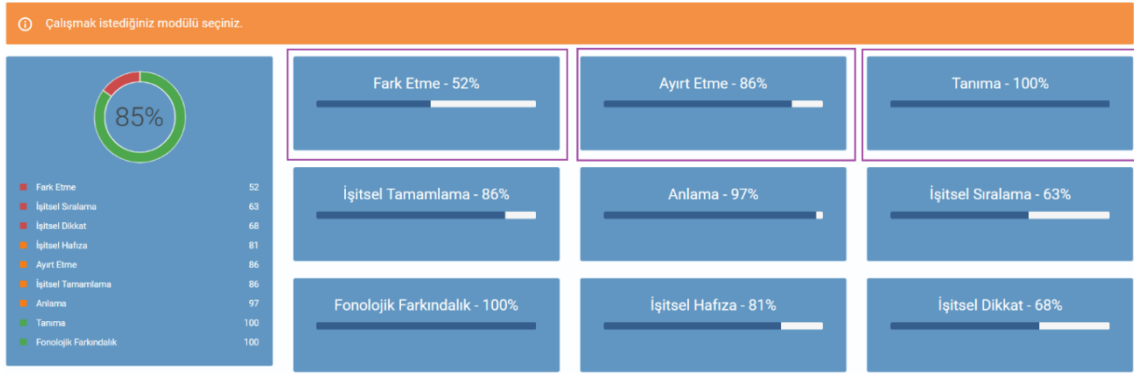 Çalışmak istediğiniz modülü seçiniz.
85%
Fark Etme 52
İşitsel Sıralama 63
İşitsel Dikkat 68
İşitsel Hafıza 81
Ayırt Etme 86
İşitsel Tamamlama 86
Anlama 97
Tanıma 100
Fonolojik Farkındalık 100
Fark Etme - 52%
Ayırt Etme - 86%
Tanıma - 100%
İşitsel Tamamlama - 86%
Anlama - 97%
İşitsel Sıralama - 63%
Fonolojik Farkındalık - 100%
İşitsel Hafıza - 81%
İşitsel Dikkat - 68%